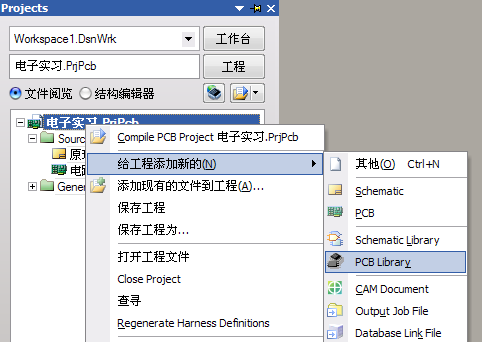 Projects
Workspace1.DsnWrk
工作台
电子实习.PrjPcb
工程
文件阅览
结构编辑器
电子实习.PrjPcb
Sour
原
电
Gene
Compile PCB Project 电子实习.PrjPcb
给工程添加新的(N)
添加现有的文件到工程(A)...
保存工程
保存工程为...
打开工程文件
Close Project
查寻
Regenerate Harness Definitions
其他(O) Ctrl+N
Schematic
PCB
Schematic Library
PCB Library
CAM Document
Output Job File
Database Link File